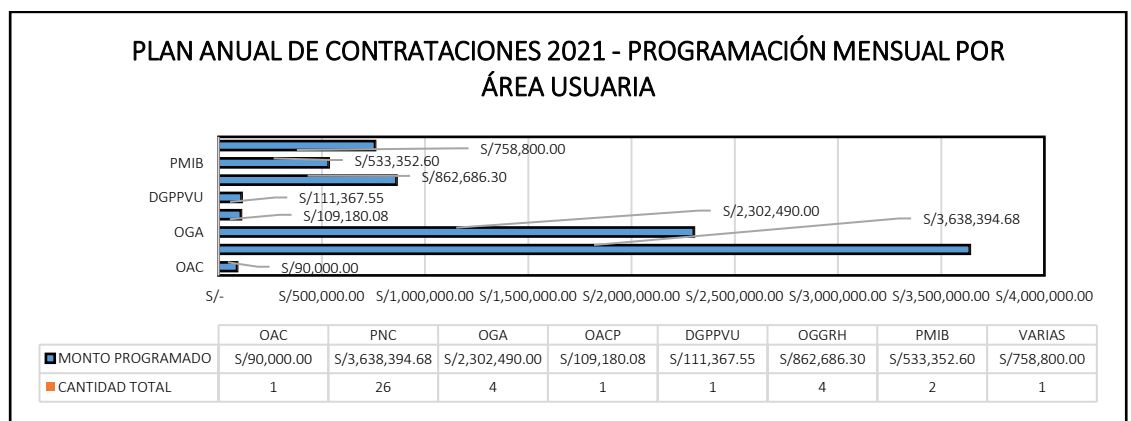 PLAN ANUAL DE CONTRATACIONES 2021 - PROGRAMACIÓN MENSUAL POR
ÁREA USUARIA
S/758,800.00
PMIB
S/533,352.60
S/862,686.30
DGPPVU
S/111,367.55
S/109,180.08
OGA
S/2,302,490.00
S/3,638,394.68
OAC
S/90,000.00
S/- S/500,000.00 S/1,000,000.00 S/1,500,000.00 S/2,000,000.00 S/2,500,000.00 S/3,000,000.00 S/3,500,000.00 S/4,000,000.00
OAC PNC OGA OACP DGPPVU OGGRH PMIB VARIAS
MONTO PROGRAMADO S/90,000.00 S/3,638,394.68 S/2,302,490.00 S/109,180.08 S/111,367.55 S/862,686.30 S/533,352.60 S/758,800.00
CANTIDAD TOTAL 1 26 4 1 1 4 2 1